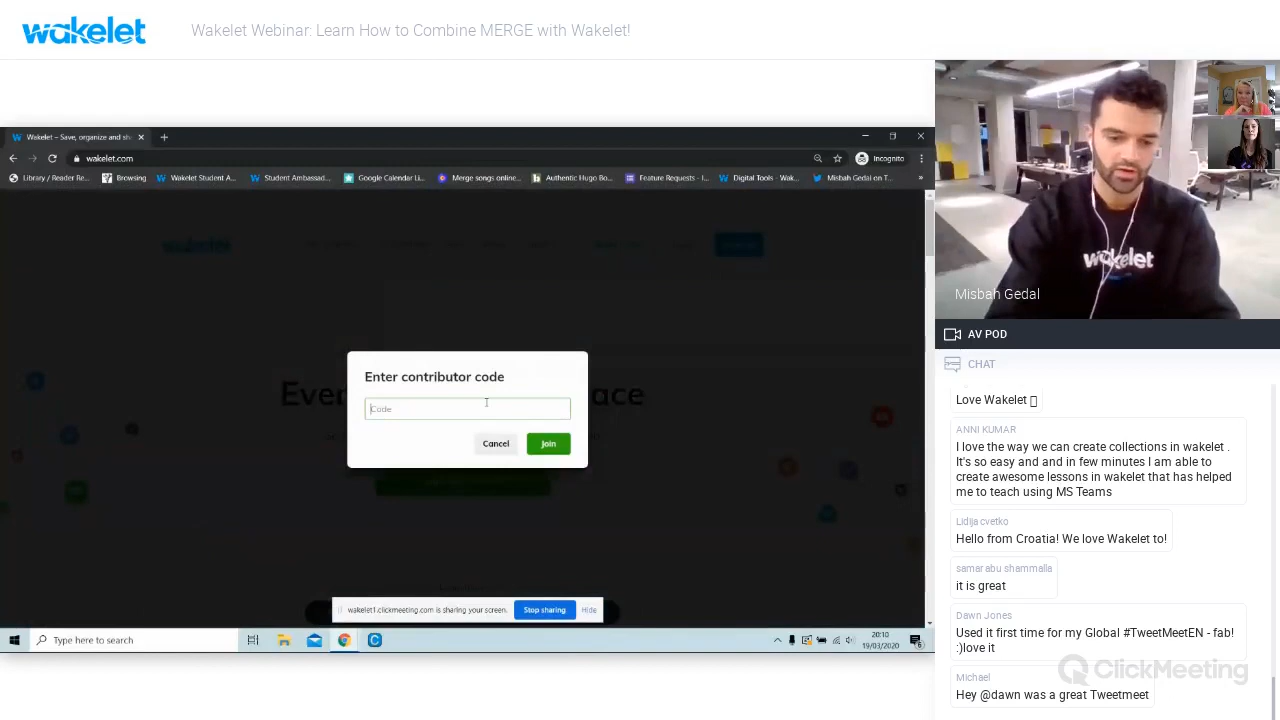 wakelet
Wakelet Webinar: Learn How to Combine MERGE with Wakelet!
Wakelet – Save, organize and sha
wakelet.com
Incognito
Library / Reader Re...
Browsing
Wakelet Student A...
Student Ambassad...
Google Calendar Li...
Merge songs online...
Authentic Hugo Bo...
Feature Requests - I...
Digital Tools - Wak...
Misbah Gedal on T...
»
wakelet
Enter contributor code
Code
Cancel
Join
wakelet1.clickmeeting.com is sharing your screen.
Stop sharing
Hide
Type here to search
20:10
19/03/2020
wakelet
Misbah Gedal
AV POD
CHAT
Love Wakelet
ANNI KUMAR
I love the way we can create collections in wakelet .
It's so easy and and in few minutes I am able to
create awesome lessons in wakelet that has helped
me to teach using MS Teams
Lidija cvetko
Hello from Croatia! We love Wakelet to!
samar abu shammalla
it is great
Dawn Jones
Used it first time for my Global #TweetMeetEN - fab!
:)love it
Michael
Hey @dawn was a great Tweetmeet
ClickMeeting